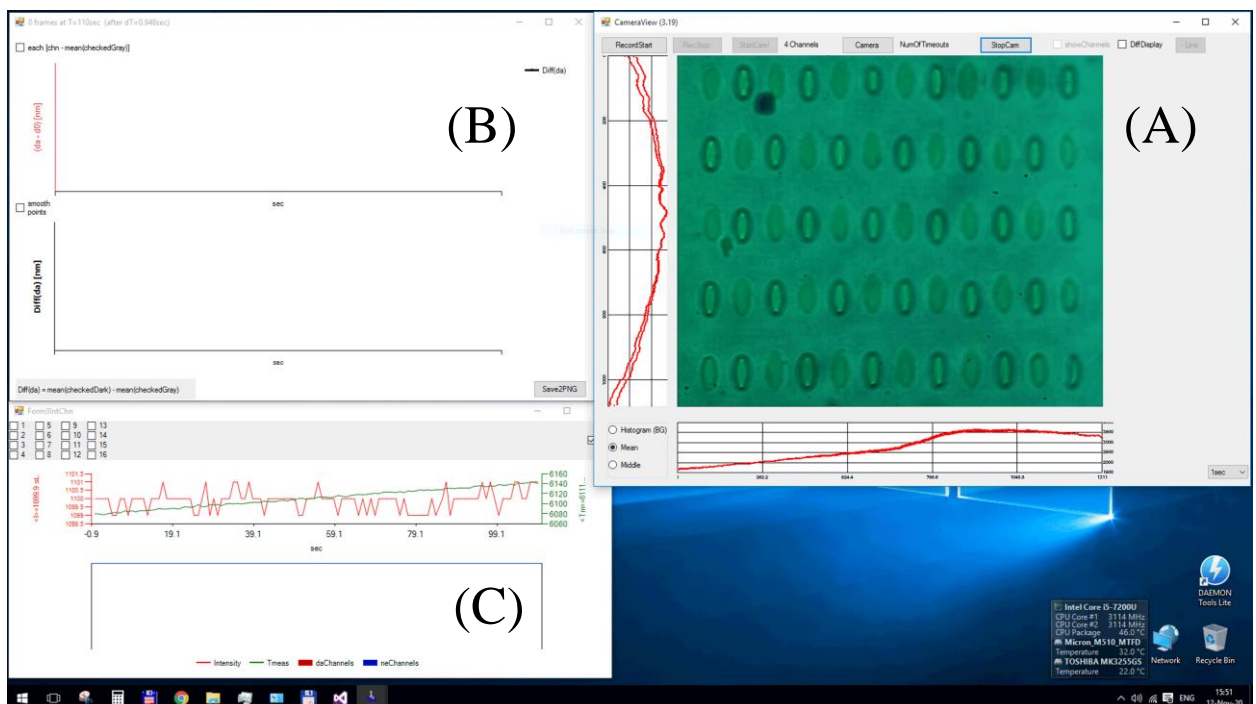 0 frames at T=110sec (after dT=0.948sec)
each [chn - mean(checkedGray)]
Diff(da)
(da - d0) [nm]
(B)
sec
smooth
points
Diff(da) [nm]
sec
Diff(da) = mean(checkedDark) - mean(checkedGray)
Save2PNG
CameraView (3.19)
RecordStart
RecStop
StartCam!
4 Channels
Camera
NumOfTimeouts
StopCam
showChannels
DiffDisplay
Line
(A)
Histogram (BG)
Mean
Middle
1sec
Form3IntChn
1 5 9 13
2 6 10 14
3 7 11 15
4 8 12 16
1101.5
1101
1100.5
1100
1099.5
1099
1098.5
6160
6140
6120
6100
6080
6060
-0.9 19.1 39.1 59.1 79.1 99.1
sec
(C)
Intensity Tmeas daChannels neChannels
DAEMON
Tools Lite
Intel Core i5-7200U
CPU Core #1 3114 MHz
CPU Core #2 3114 MHz
CPU Package 46.0 °C
Micron_M510_MTFD
Temperature 32.0 °C
TOSHIBA MK3255GS
Temperature 22.0 °C
Network
Recycle Bin
ENG
15:51
12-Nov-20